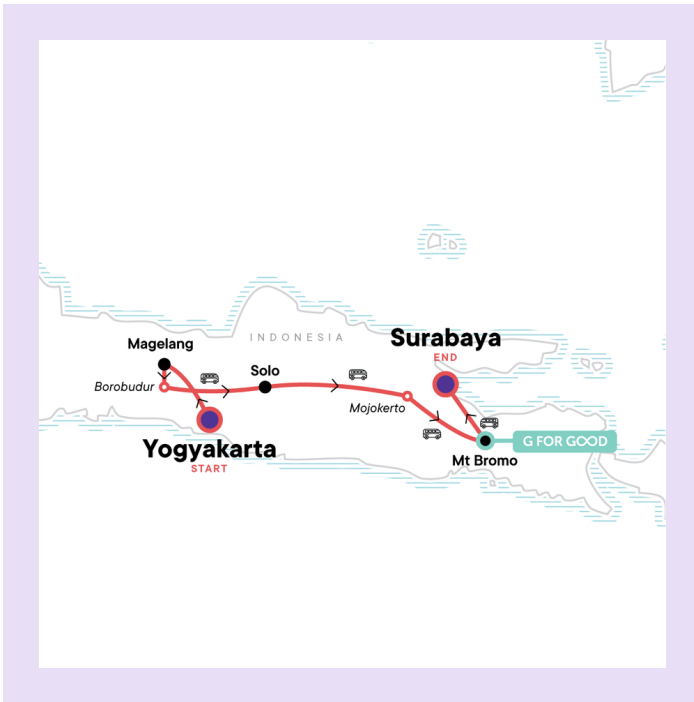 INDONESIA
Surabaya
END
Magelang
Solo
Borobudur
Mojokerto
Yogyakarta
START
G FOR GOOD
Mt Bromo